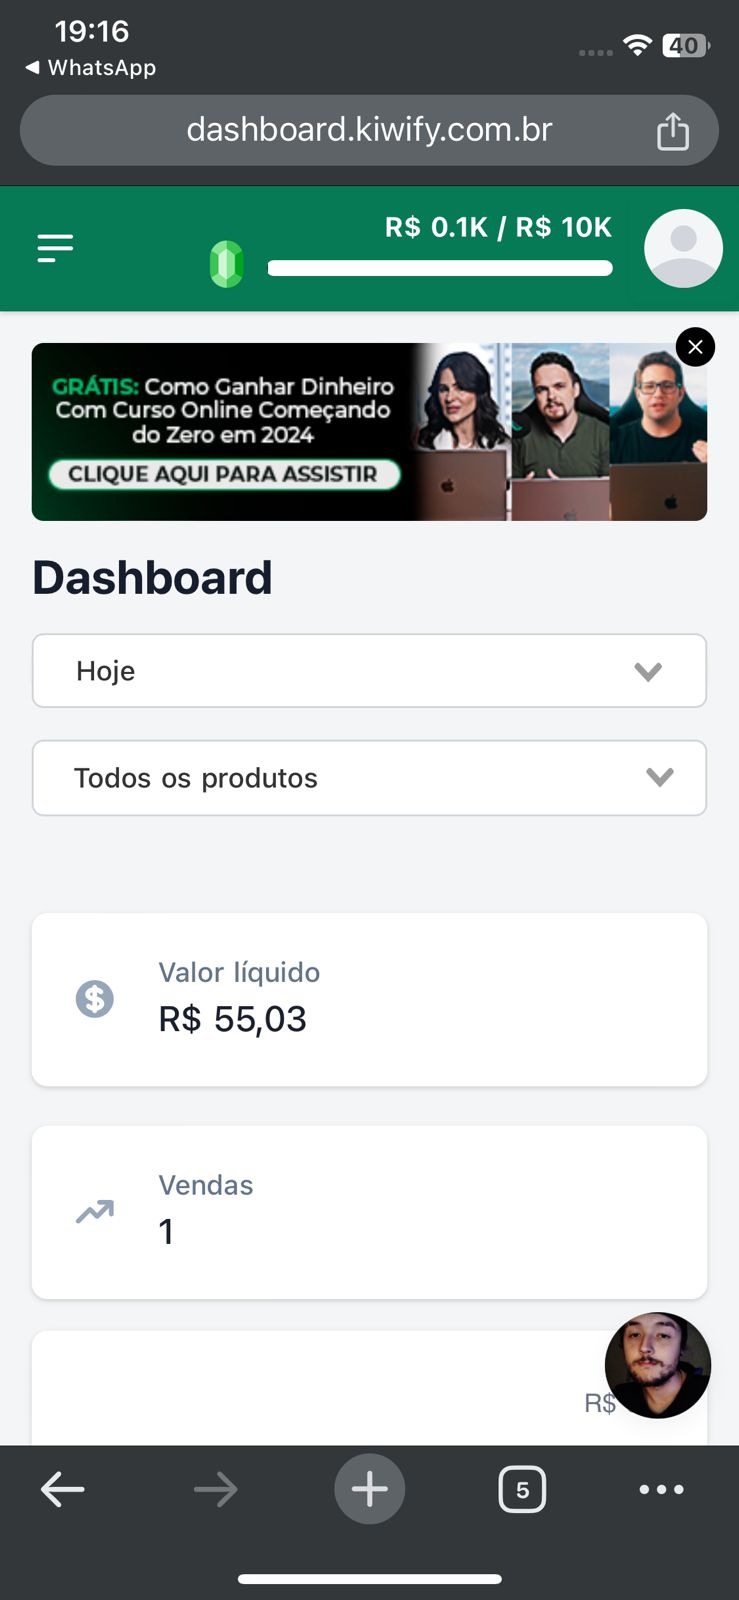 19:16
40
WhatsApp
dashboard.kiwify.com.br
R$ 0.1K / R$ 10K
GRÁTIS: Como Ganhar Dinheiro
Com Curso Online Começando
do Zero em 2024
CLIQUE AQUI PARA ASSISTIR
Dashboard
Hoje
Todos os produtos
Valor líquido
R$ 55,03
Vendas
1
R$
5